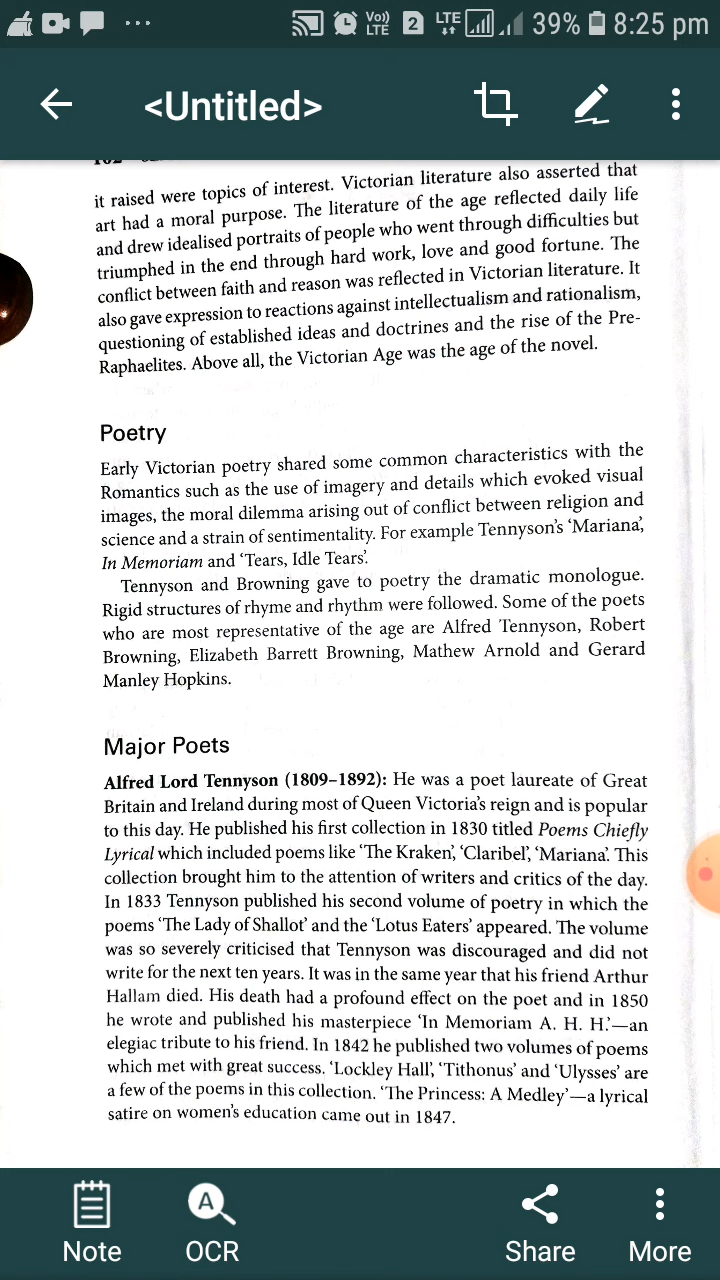 Vo))
LTE
2
LTE
39%
8:25 pm
<Untitled>
it raised were topics of interest. Victorian literature also asserted that
art had a moral purpose. The literature of the age reflected daily life
and drew idealised portraits of people who went through difficulties but
triumphed in the end through hard work, love and good fortune. The
conflict between faith and reason was reflected in Victorian literature. It
also gave expression to reactions against intellectualism and rationalism,
questioning of established ideas and doctrines and the rise of the Pre-
Raphaelites. Above all, the Victorian Age was the age of the novel.
Poetry
Early Victorian poetry shared some common characteristics with the
Romantics such as the use of imagery and details which evoked visual
images, the moral dilemma arising out of conflict between religion and
science and a strain of sentimentality. For example Tennyson's 'Mariana',
In Memoriam and 'Tears, Idle Tears'.
Tennyson and Browning gave to poetry the dramatic monologue.
Rigid structures of rhyme and rhythm were followed. Some of the poets
who are most representative of the age are Alfred Tennyson, Robert
Browning, Elizabeth Barrett Browning, Mathew Arnold and Gerard
Manley Hopkins.
Major Poets
Alfred Lord Tennyson (1809–1892): He was a poet laureate of Great
Britain and Ireland during most of Queen Victoria's reign and is popular
to this day. He published his first collection in 1830 titled Poems Chiefly
Lyrical which included poems like 'The Kraken', 'Claribel', 'Mariana'. This
collection brought him to the attention of writers and critics of the day.
In 1833 Tennyson published his second volume of poetry in which the
poems 'The Lady of Shallot' and the 'Lotus Eaters' appeared. The volume
was so severely criticised that Tennyson was discouraged and did not
write for the next ten years. It was in the same year that his friend Arthur
Hallam died. His death had a profound effect on the poet and in 1850
he wrote and published his masterpiece 'In Memoriam A. H. H.'—an
elegiac tribute to his friend. In 1842 he published two volumes of poems
which met with great success. 'Lockley Hall', 'Tithonus' and 'Ulysses' are
a few of the poems in this collection. 'The Princess: A Medley'—a lyrical
satire on women's education came out in 1847.
A
Note
OCR
Share
More